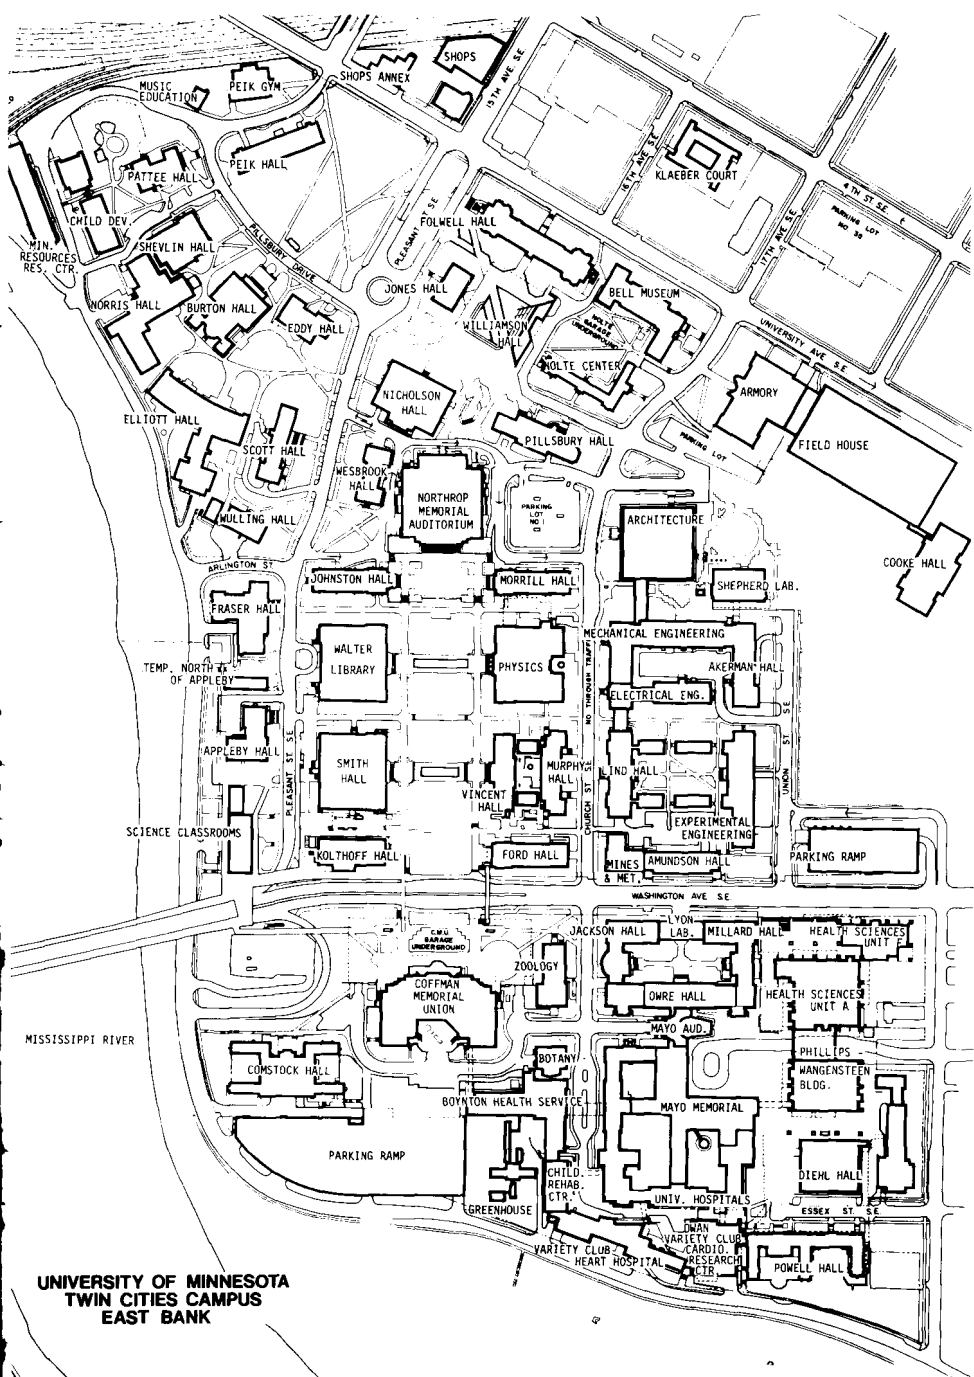 SHOPS
SHOPS ANNEX
15TH AVE. S.E.
PEIK GYM
MUSIC
EDUCATION
16TH AVE S.E.
KLAEBER COURT
PEIK HALL
PATTEE HALL
4TH ST S.E.
PARKING LOT
NO 38
17TH AVE S.E
PLEASANT ST S.E
FOLWELL HALL
CHILD DEV.
PILLSBURY DRIVE
SHEVLIN HALL
MIN.
RESOURCES
RES. CTR.
JONES HALL
BELL MUSEUM
NORRIS HALL
BURTON HALL
EDDY HALL
WILLIAMSON
HALL
NOLTE
GARAGE
UNDERGROUND
UNIVERSITY AVE S.E.
NOLTE CENTER
NICHOLSON
HALL
ARMORY
ELLIOTT HALL
SCOTT HALL
PILLSBURY HALL
PARKING LOT
FIELD HOUSE
WESBROOK
HALL
NORTHROP
MEMORIAL
AUDITORIUM
PARKING
LOT
NO 1
WULLING HALL
ARCHITECTURE
ARLINGTON ST.
COOKE HALL
JOHNSTON HALL
MORRILL HALL
SHEPHERD LAB.
FRASER HALL
MECHANICAL ENGINEERING
WALTER
LIBRARY
PHYSICS
NO THROUGH TRAFFIC
AKERMAN HALL
TEMP. NORTH
OF APPLEBY
ELECTRICAL ENG.
APPLEBY HALL
PLEASANT ST S.E
SMITH
HALL
MURPHY
HALL
LIND HALL
UNION ST S.E
VINCENT
HALL
CHURCH ST S.E
SCIENCE CLASSROOMS
EXPERIMENTAL
ENGINEERING
KOLTHOFF HALL
FORD HALL
MINES
& MET.
AMUNDSON HALL
PARKING RAMP
WASHINGTON AVE S.E.
C.M.U
GARAGE
UNDERGROUND
JACKSON HALL
LYON
LAB.
MILLARD HALL
HEALTH SCIENCES
UNIT F
ZOOLOGY
COFFMAN
MEMORIAL
UNION
OWRE HALL
HEALTH SCIENCES
UNIT A
MAYO AUD.
MISSISSIPPI RIVER
COMSTOCK HALL
BOTANY
PHILLIPS
WANGENSTEEN
BLDG.
BOYNTON HEALTH SERVICE
MAYO MEMORIAL
PARKING RAMP
CHILD.
REHAB.
CTR.
DIEHL HALL
UNIV. HOSPITALS
GREENHOUSE
ESSEX ST. S.E
DWAN
VARIETY CLUB
CARDIO.
RESEARCH
CTR.
VARIETY CLUB
HEART HOSPITAL
POWELL HALL
UNIVERSITY OF MINNESOTA
TWIN CITIES CAMPUS
EAST BANK